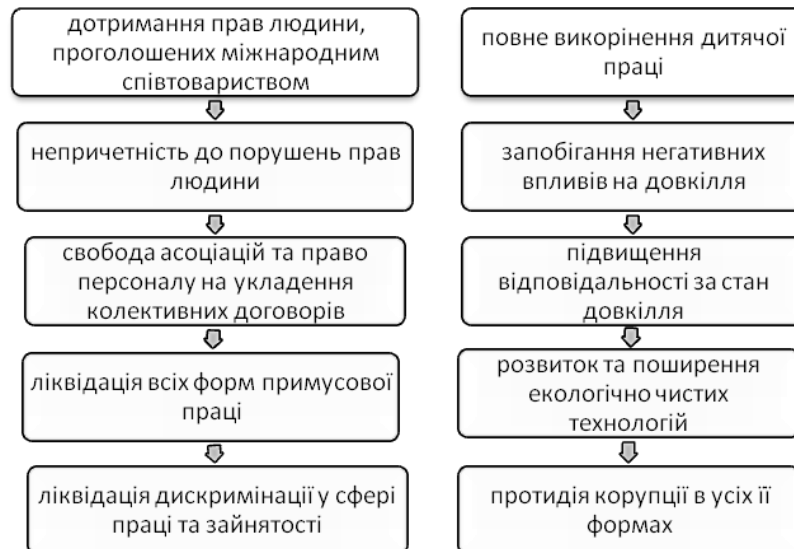 дотримання прав людини,
проголошених міжнародним
співтовариством
непричетність до порушень прав
людини
свобода асоціацій та право
персоналу на укладення
колективних договорів
ліквідація всіх форм примусової
праці
ліквідація дискримінації у сфері
праці та зайнятості
повне викорінення дитячої
праці
запобігання негативних
впливів на довкілля
підвищення
відповідальності за стан
довкілля
розвиток та поширення
екологічно чистих
технологій
протидія корупції в усіх її
формах